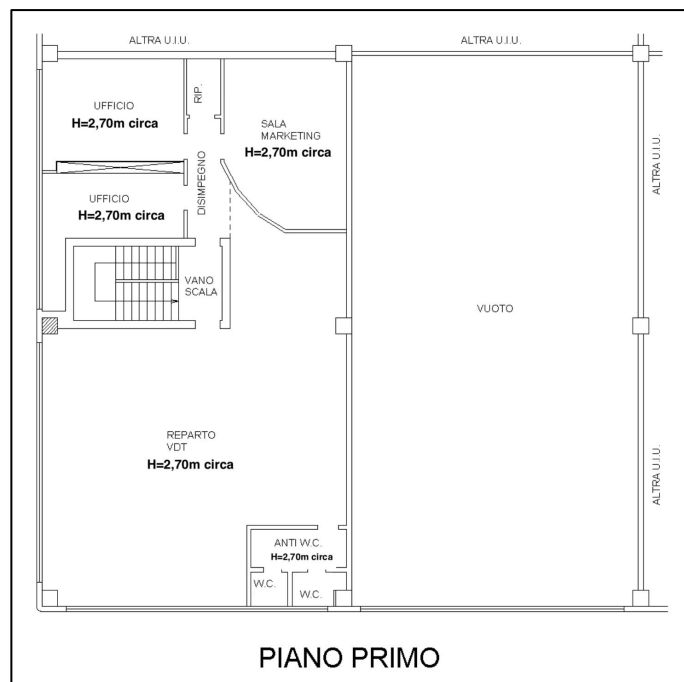 ALTRA U.I.U.
ALTRA U.I.U.
UFFICIO
H=2,70m circa
RIP.
SALA
MARKETING
H=2,70m circa
ALTRA U.I.U.
DISIMPEGNO
UFFICIO
H=2,70m circa
VANO
SCALA
VUOTO
REPARTO
VDT
H=2,70m circa
ALTRA U.I.U.
ANTI W.C.
H=2,70m circa
W.C.
W.C.
PIANO PRIMO